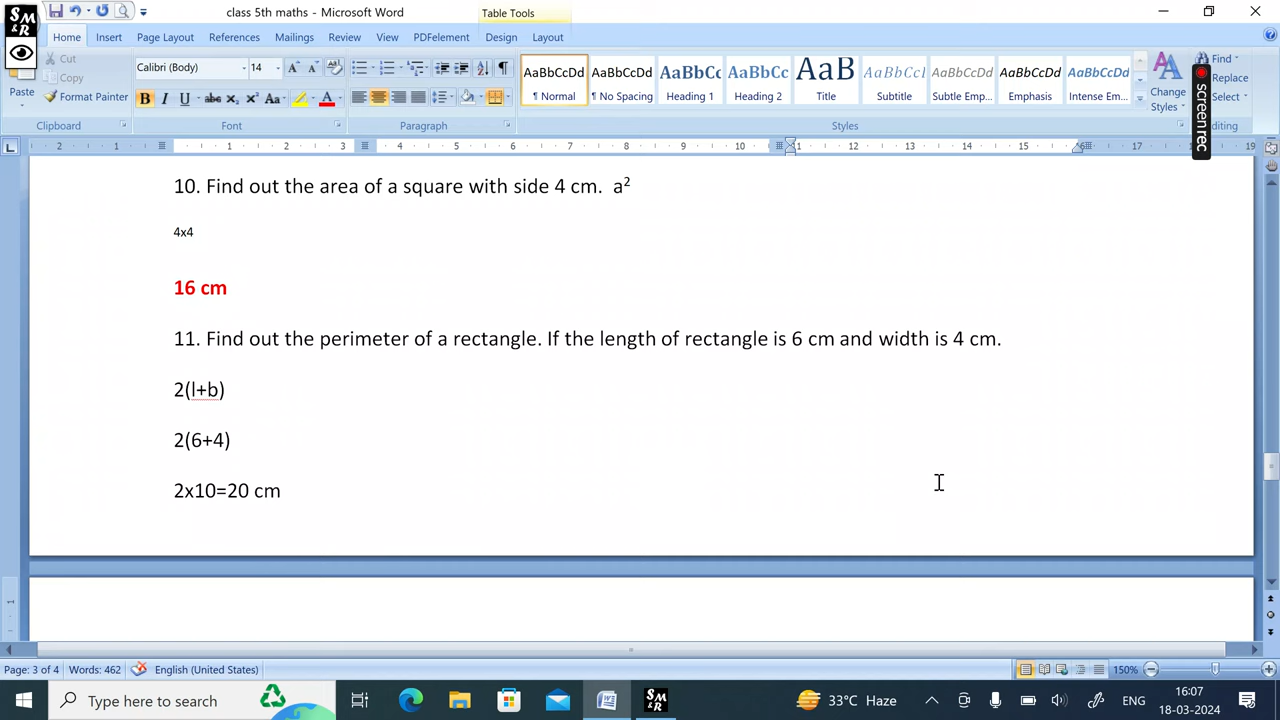 SM
&R
class 5th maths - Microsoft Word
Table Tools
Home Insert Page Layout References Mailings Review View PDFelement Design Layout
Cut
Copy
Format Painter
Paste
Clipboard
Calibri (Body) 14
Font
Paragraph
AaBbCcDd AaBbCcDd AaBbCc AaBbCc AaB AaBbCcI AaBbCcDd AaBbCcDd AaBbCcDd
¶ Normal ¶ No Spacing Heading 1 Heading 2 Title Subtitle Subtle Emp... Emphasis Intense Em...
Styles
Change
Styles
Find
Replace
Select
screen rec
10. Find out the area of a square with side 4 cm. a²
4x4
16 cm
11. Find out the perimeter of a rectangle. If the length of rectangle is 6 cm and width is 4 cm.
2(l+b)
2(6+4)
2x10=20 cm
Page: 3 of 4 Words: 462 English (United States) 150%
Type here to search
SM
&R
33°C Haze
ENG
16:07
18-03-2024